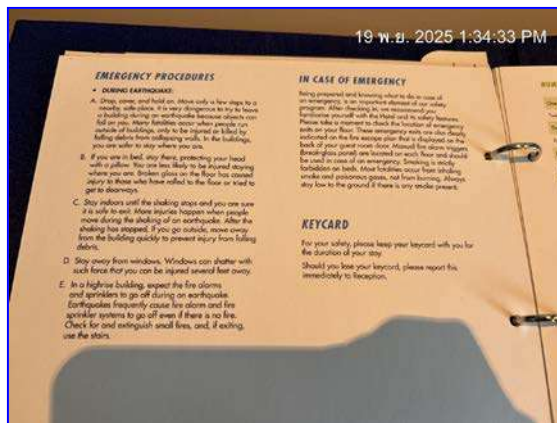 19 พ.ย. 2025 1:34:33 PM
EMERGENCY PROCEDURES
• DURING EARTHQUAKE:
A. Drop, cover, and hold on. Move only a few steps to a
nearby safe place. It is very dangerous to try to leave
a building during an earthquake because objects can
fall on you. Many fatalities occur when people run
outside of buildings, only to be injured or killed by
falling debris from collapsing walls. In the buildings,
you are safer to stay where you are.
B. If you are in bed, stay there, protecting your head
with a pillow. You are less likely to be injured staying
where you are. Broken glass on the floor has caused
injury to those who have rolled to the floor or tried to
get to doorways.
C. Stay indoors until the shaking stops and you are sure
it is safe to exit. More injuries happen when people
move during the shaking of an earthquake. After the
shaking has stopped, if you go outside, move away
from the building quickly to prevent injury from falling
debris.
D. Stay away from windows. Windows can shatter with
such force that you can be injured several feet away.
E. In a highrise building, expect the fire alarms
and sprinklers to go off during an earthquake.
Earthquakes frequently cause fire alarm and fire
sprinkler systems to go off even if there is no fire.
Check for and extinguish small fires, and, if exiting,
use the stairs.
IN CASE OF EMERGENCY
Being prepared and knowing what to do in case of
an emergency, is an important element of our safety
program. After checking in, we recommend you
familiarise yourself with the Hotel and its safety features.
Please take a moment to check the location of emergency
exits on your floor. These emergency exits are also clearly
indicated on the fire escape plan that is displayed on the
back of your guest room door. Manual fire alarm triggers
(break-glass panel) are located on each floor and should
be used in case of an emergency. Smoking is strictly
forbidden on beds. Most fatalities occur from inhaling
smoke and poisonous gases, not from burning. Always
stay low to the ground if there is any smoke present.
KEYCARD
For your safety, please keep your keycard with you for
the duration of your stay.
Should you lose your keycard, please report this
immediately to Reception.